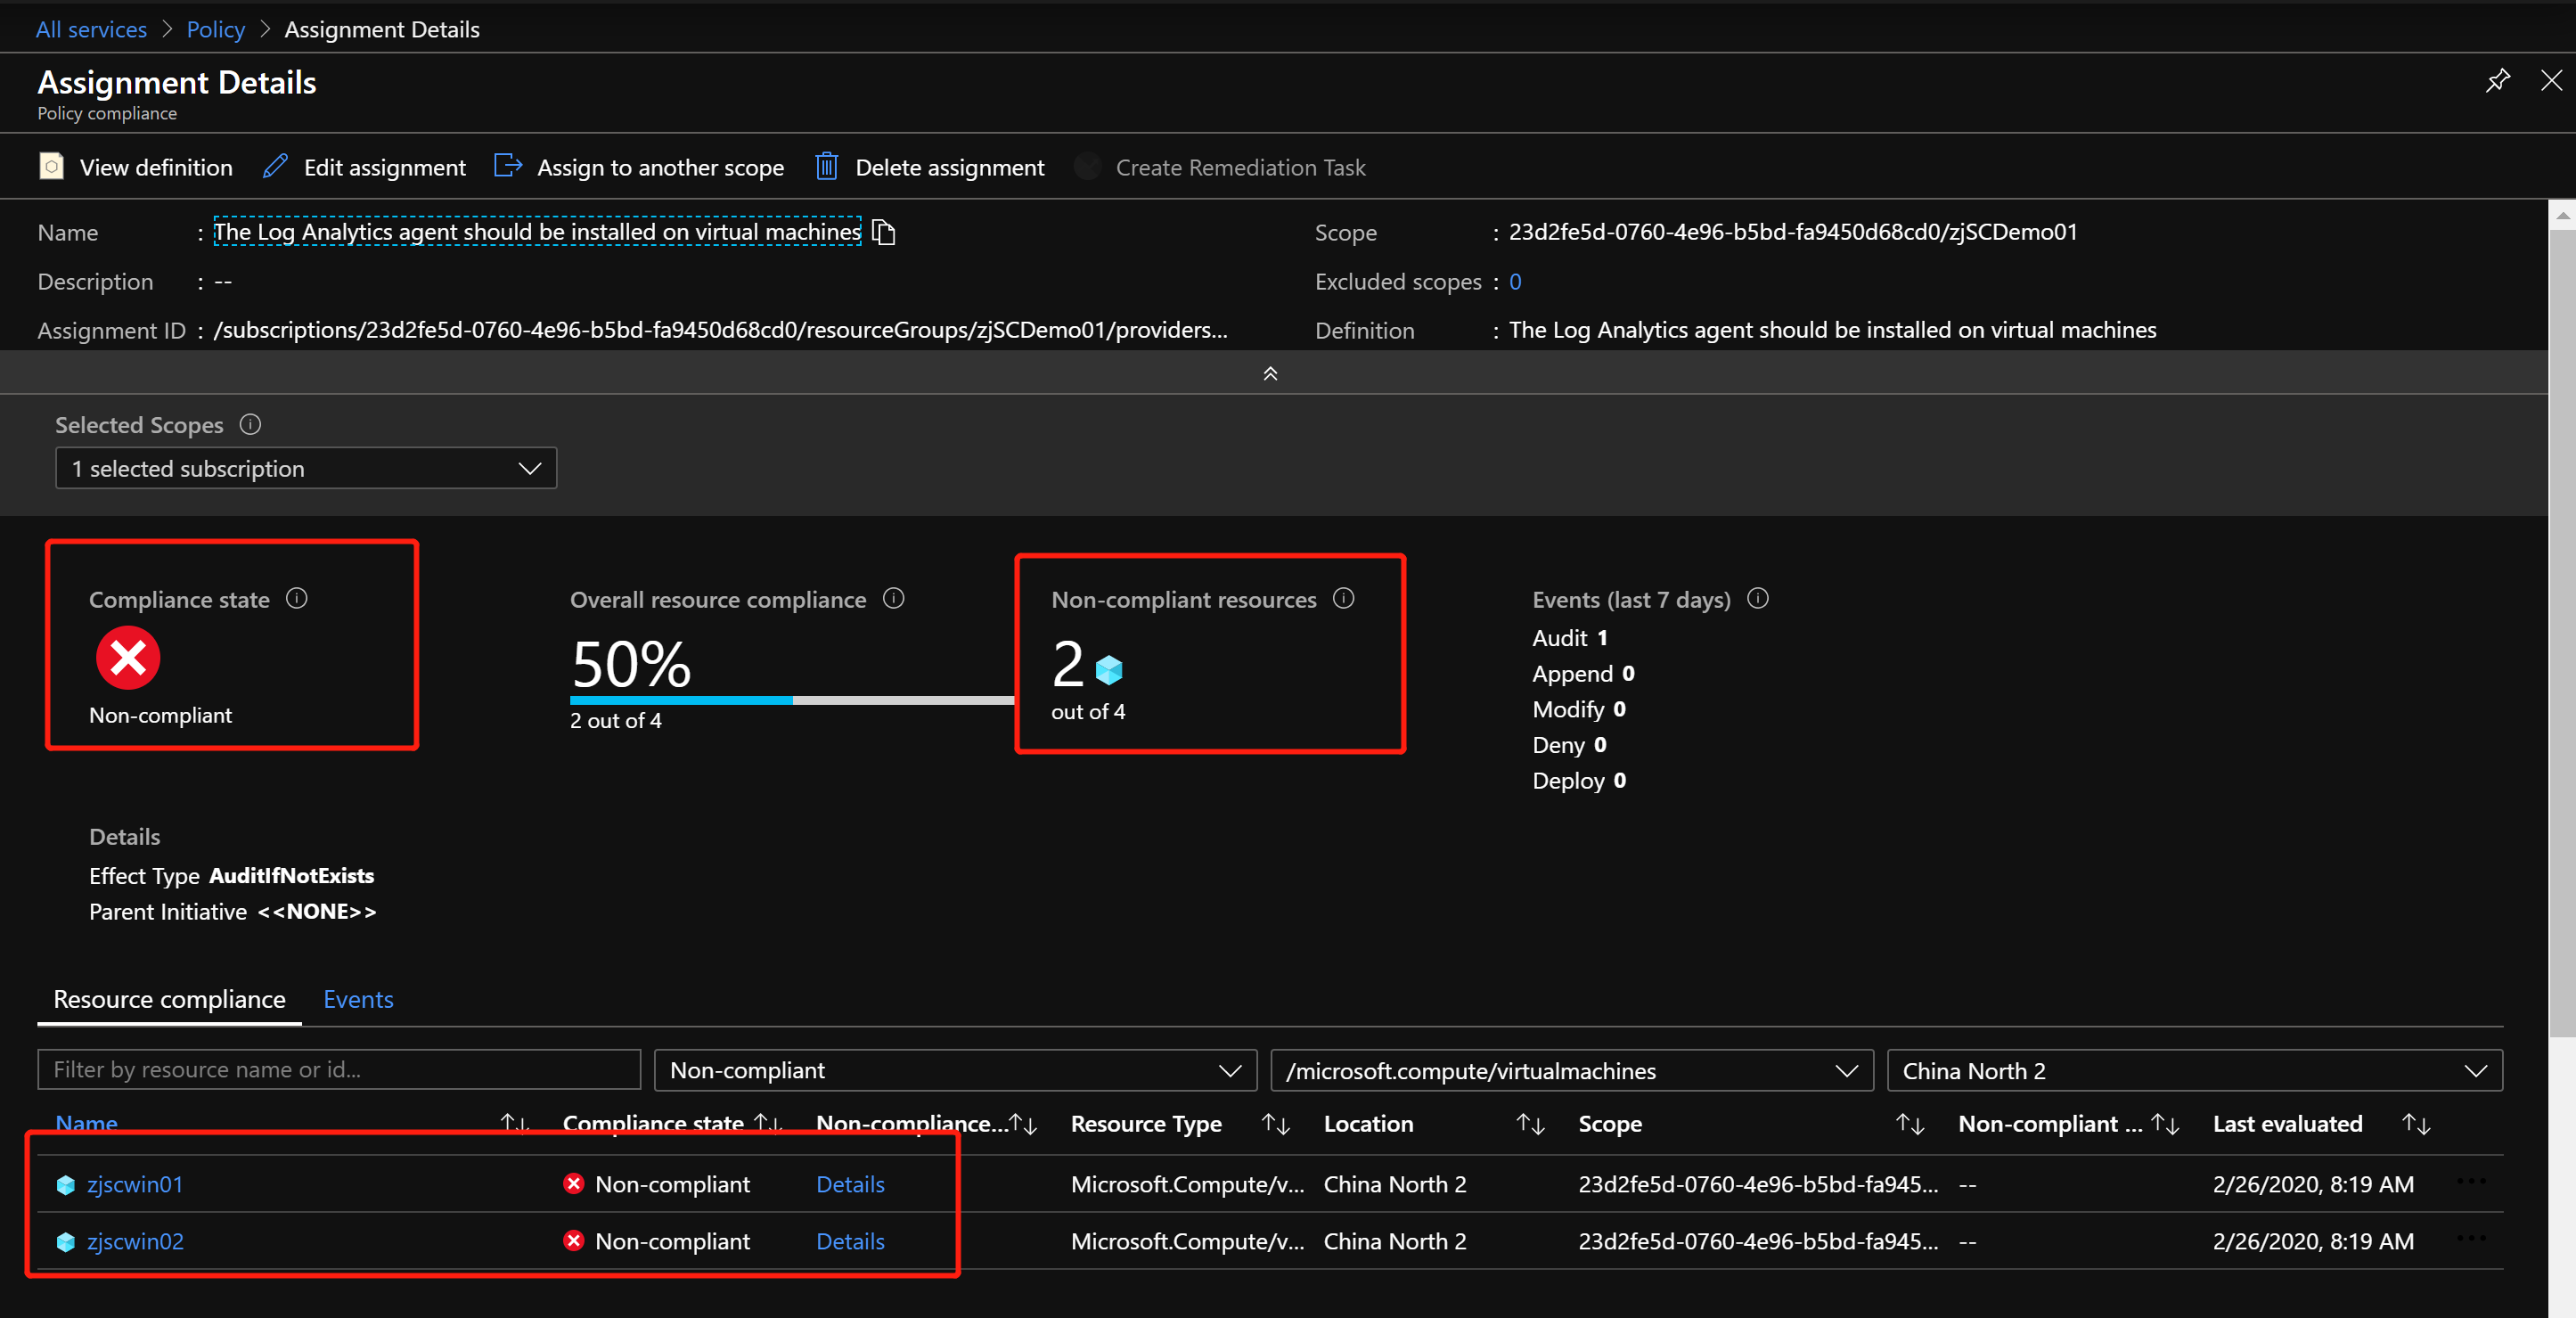 All services > Policy > Assignment Details
Assignment Details
Policy compliance
View definition Edit assignment Assign to another scope Delete assignment Create Remediation Task
Name : The Log Analytics agent should be installed on virtual machines Scope : 23d2fe5d-0760-4e96-b5bd-fa9450d68cd0/zjSCDemo01
Description : -- Excluded scopes : 0
Assignment ID : /subscriptions/23d2fe5d-0760-4e96-b5bd-fa9450d68cd0/resourceGroups/zjSCDemo01/providers... Definition : The Log Analytics agent should be installed on virtual machines
Selected Scopes
1 selected subscription
Compliance state
Non-compliant
Overall resource compliance
50%
2 out of 4
Non-compliant resources
2
out of 4
Events (last 7 days)
Audit 1
Append 0
Modify 0
Deny 0
Deploy 0
Details
Effect Type AuditIfNotExists
Parent Initiative <<NONE>>
Resource compliance Events
Filter by resource name or id... Non-compliant /microsoft.compute/virtualmachines China North 2
Name Compliance state Non-compliance... Resource Type Location Scope Non-compliant ... Last evaluated
zjscwin01 Non-compliant Details Microsoft.Compute/v... China North 2 23d2fe5d-0760-4e96-b5bd-fa945... -- 2/26/2020, 8:19 AM
zjscwin02 Non-compliant Details Microsoft.Compute/v... China North 2 23d2fe5d-0760-4e96-b5bd-fa945... -- 2/26/2020, 8:19 AM